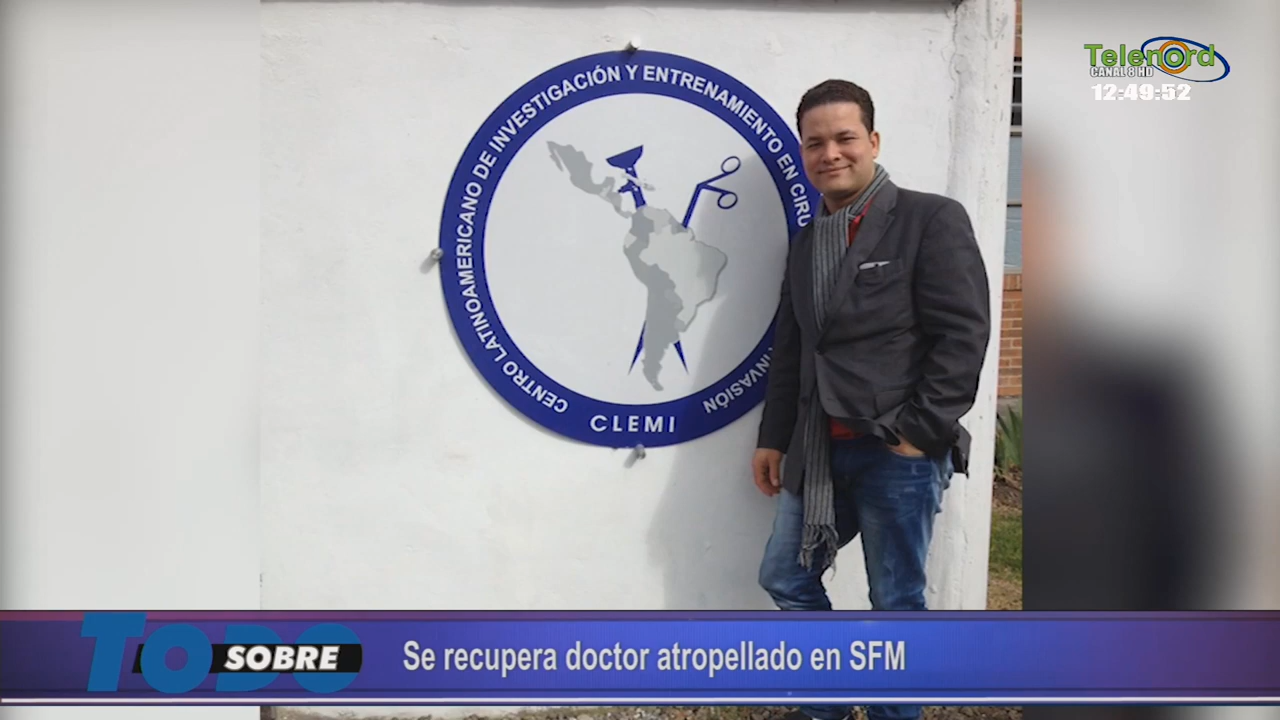 Telenord
CANAL 8 HD
12:49:52
CENTRO LATINOAMERICANO DE INVESTIGACIÓN Y ENTRENAMIENTO EN
INVASIÓN
CLEMI
TODO
SOBRE
Se recupera doctor atropellado en SFM